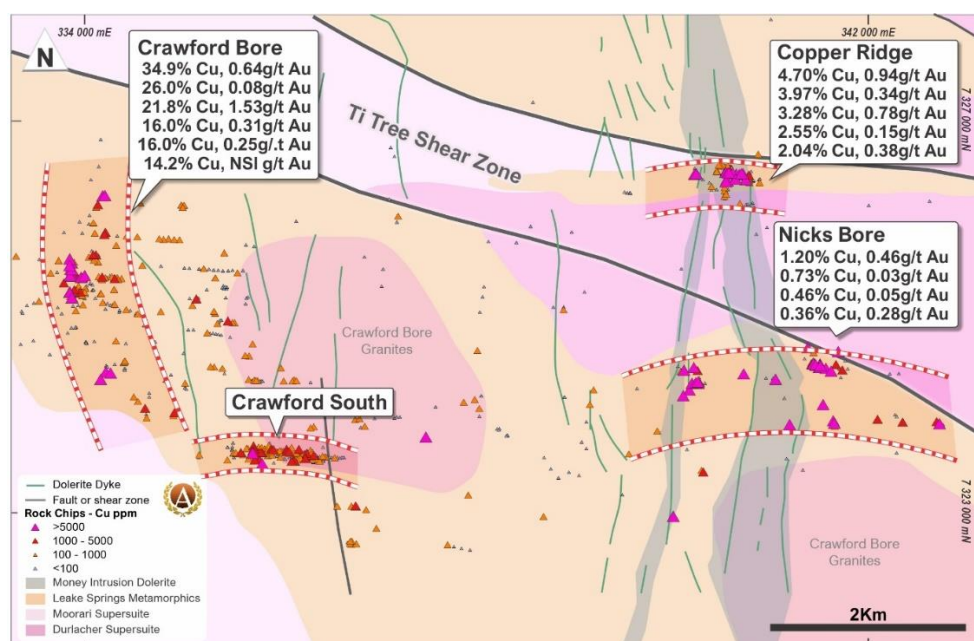 334 000 mE
342 000 mE
N
Crawford Bore
34.9% Cu, 0.64g/t Au
26.0% Cu, 0.08g/t Au
21.8% Cu, 1.53g/t Au
16.0% Cu, 0.31g/t Au
16.0% Cu, 0.25g/.t Au
14.2% Cu, NSI g/t Au
Copper Ridge
4.70% Cu, 0.94g/t Au
3.97% Cu, 0.34g/t Au
3.28% Cu, 0.78g/t Au
2.55% Cu, 0.15g/t Au
2.04% Cu, 0.38g/t Au
7 327 000 mN
Ti Tree Shear Zone
Nicks Bore
1.20% Cu, 0.46g/t Au
0.73% Cu, 0.03g/t Au
0.46% Cu, 0.05g/t Au
0.36% Cu, 0.28g/t Au
Crawford Bore
Granites
Crawford South
Dolerite Dyke
Fault or shear zone
Rock Chips - Cu ppm
>5000
1000 - 5000
100 - 1000
<100
Money Intrusion Dolerite
Leake Springs Metamorphics
Moorari Supersuite
Durlacher Supersuite
A
7 323 000 mN
Crawford Bore
Granites
2Km